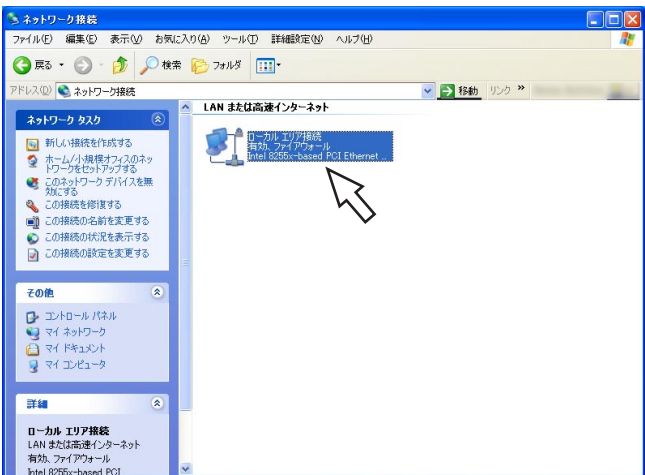 ネットワーク接続
ファイル(F) 編集(E) 表示(V) お気に入り(A) ツール(T) 詳細設定(N) ヘルプ(H)
戻る 検索 フォルダ
アドレス(D) ネットワーク接続 移動 リンク »
ネットワーク タスク
新しい接続を作成する
ホーム/小規模オフィスのネッ
トワークをセットアップする
このネットワーク デバイスを無
効にする
この接続を修復する
この接続の名前を変更する
この接続の状況を表示する
この接続の設定を変更する
その他
コントロール パネル
マイ ネットワーク
マイ ドキュメント
マイ コンピュータ
詳細
ローカル エリア接続
LAN または高速インターネット
有効、ファイアウォール
Intel 8255x-based PCI
LAN または高速インターネット
ローカル エリア接続
有効、ファイアウォール
Intel 8255x-based PCI Ethernet ...